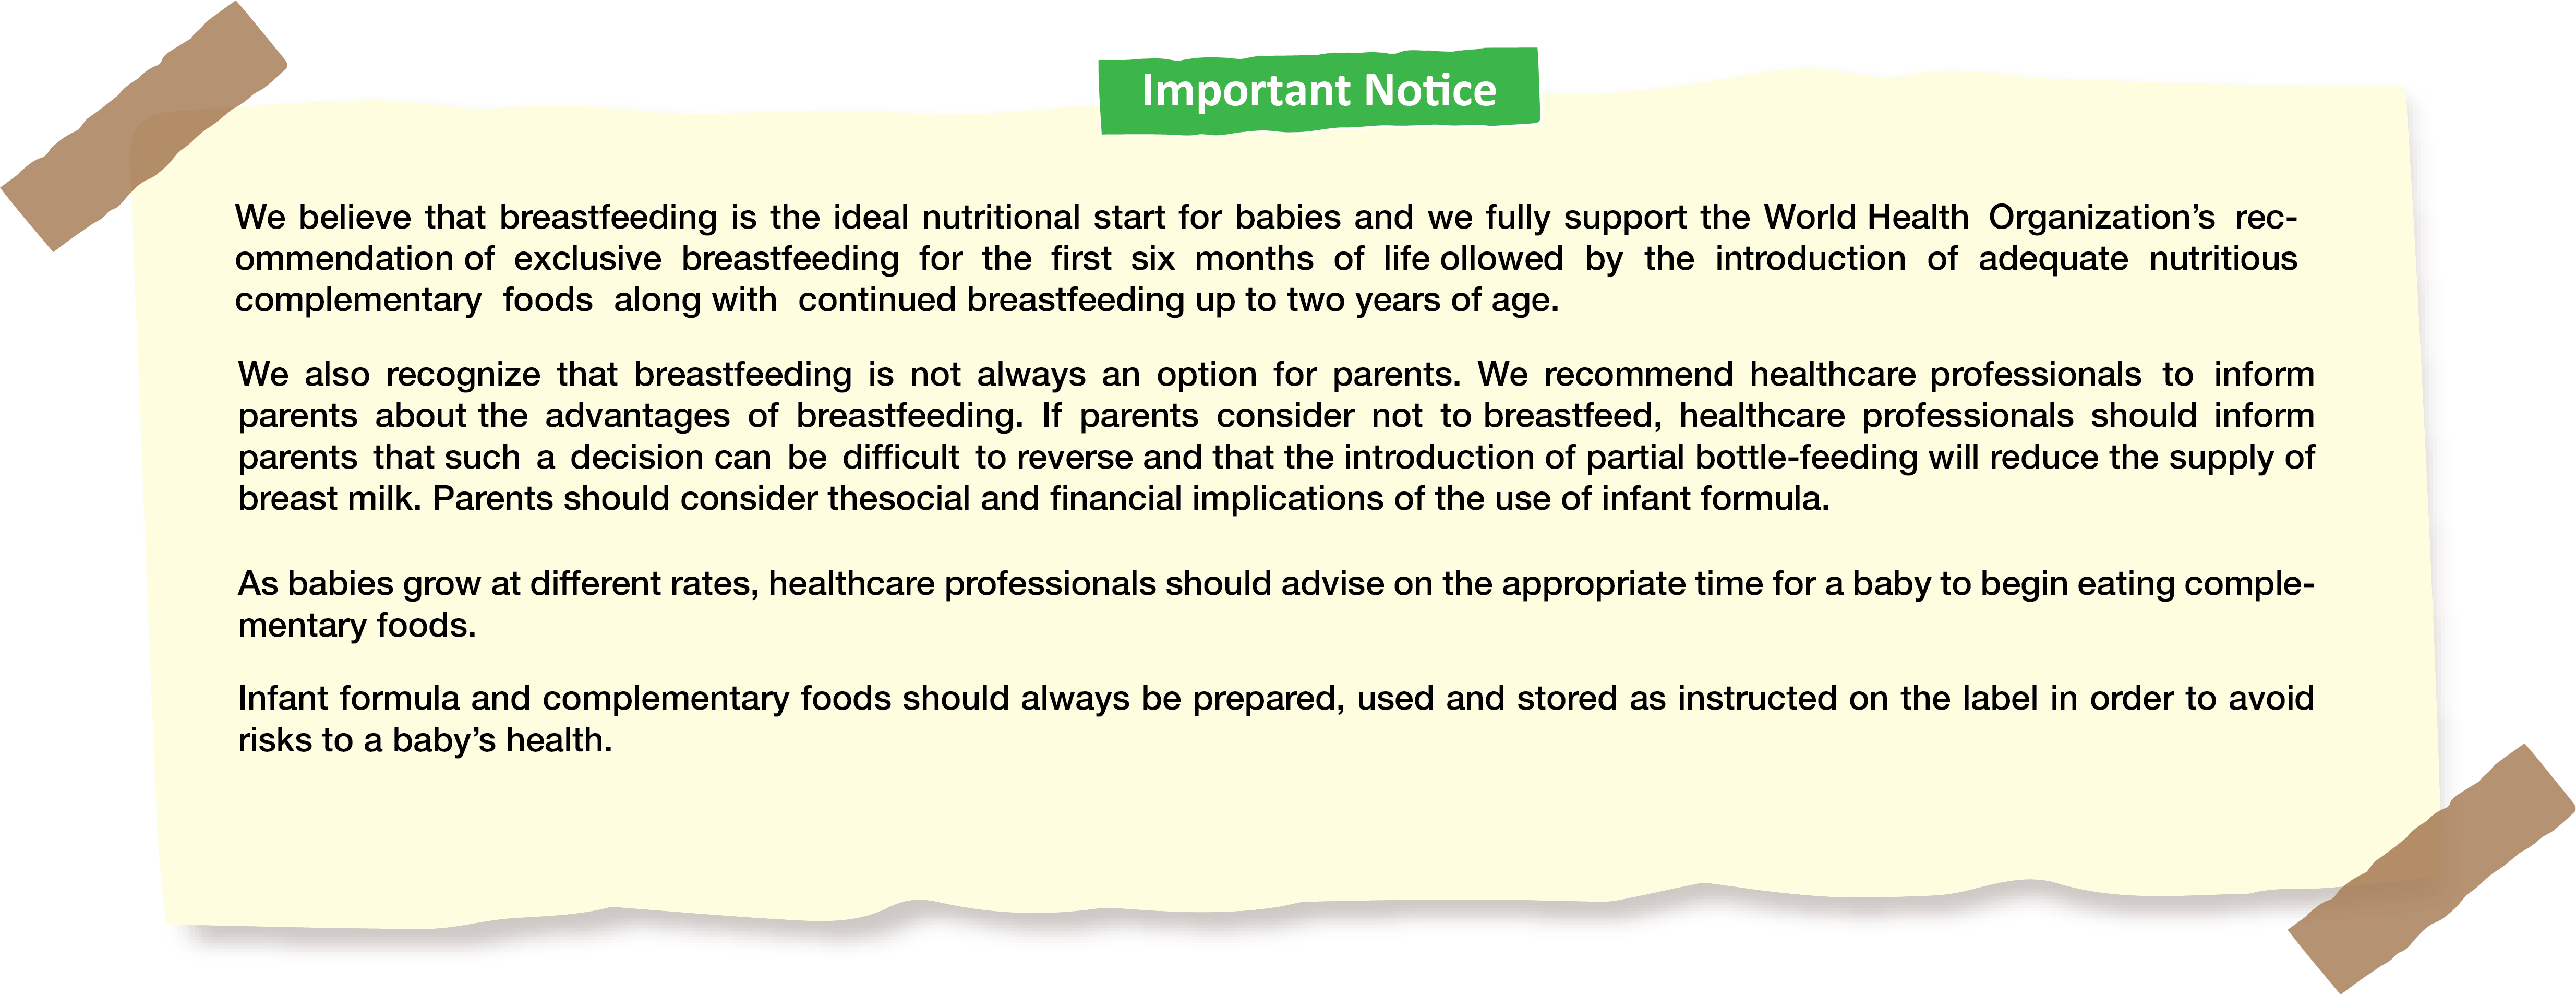 Important Notice
We believe that breastfeeding is the ideal nutritional start for babies and we fully support the World Health Organization’s rec-
ommendation of exclusive breastfeeding for the first six months of life ollowed by the introduction of adequate nutritious
complementary foods along with continued breastfeeding up to two years of age.
We also recognize that breastfeeding is not always an option for parents. We recommend healthcare professionals to inform
parents about the advantages of breastfeeding. If parents consider not to breastfeed, healthcare professionals should inform
parents that such a decision can be difficult to reverse and that the introduction of partial bottle-feeding will reduce the supply of
breast milk. Parents should consider thesocial and financial implications of the use of infant formula.
As babies grow at different rates, healthcare professionals should advise on the appropriate time for a baby to begin eating comple-
mentary foods.
Infant formula and complementary foods should always be prepared, used and stored as instructed on the label in order to avoid
risks to a baby’s health.